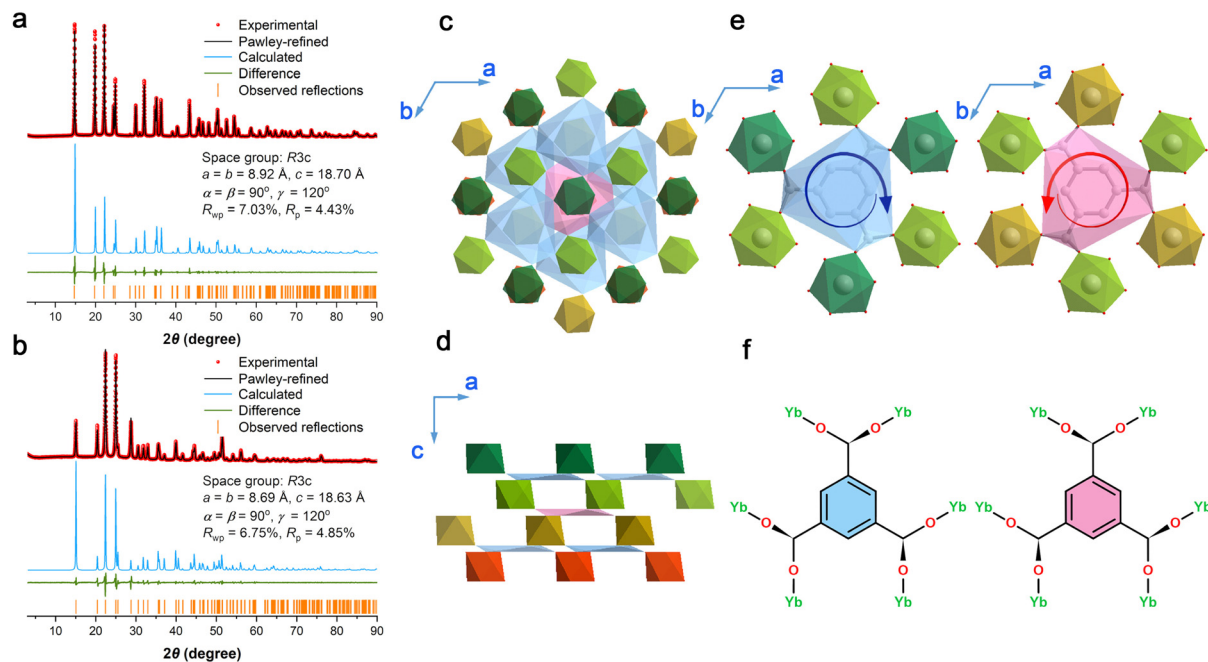 a
Experimental
Pawley-refined
Calculated
Difference
Observed reflections
Space group: R3c
a = b = 8.92 Å, c = 18.70 Å
α = β = 90°, γ = 120°
Rwp = 7.03%, Rp = 4.43%
10 20 30 40 50 60 70 80 90
2θ (degree)
b
Experimental
Pawley-refined
Calculated
Difference
Observed reflections
Space group: R3c
a = b = 8.69 Å, c = 18.63 Å
α = β = 90°, γ = 120°
Rwp = 6.75%, Rp = 4.85%
10 20 30 40 50 60 70 80 90
2θ (degree)
c
a
b
d
a
c
e
a
b
a
b
f
Yb Yb
O O
Yb Yb
O O
O O
Yb Yb
Yb Yb
O O
Yb Yb
O O
O O
Yb Yb